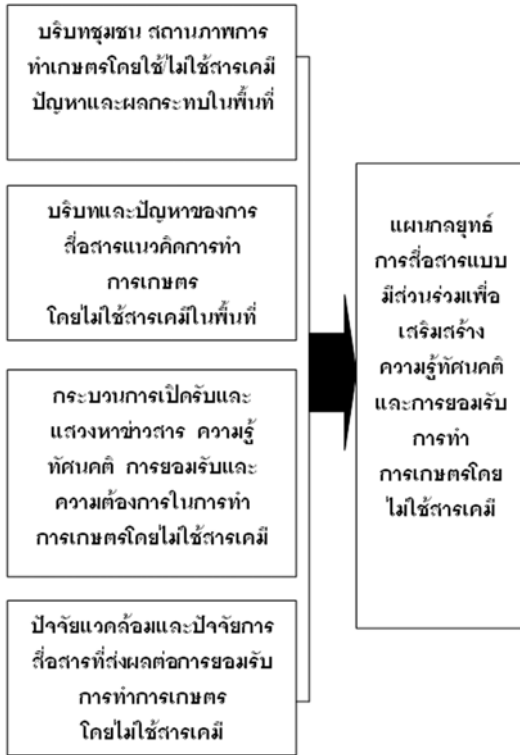 บริบทชุมชน สถานภาพการ
ทำเกษตรโดยใช้/ไม่ใช้สารเคมี
ปัญหาและผลกระทบในพื้นที่
บริบทและปัญหาของการ
สื่อสารแนวคิดการทำ
การเกษตร
โดยไม่ใช้สารเคมีในพื้นที่
กระบวนการเปิดรับและ
แสวงหาข่าวสาร ความรู้
ทัศนคติ การยอมรับและ
ความต้องการในการทำ
การเกษตรโดยไม่ใช้สารเคมี
ปัจจัยแวดล้อมและปัจจัยการ
สื่อสารที่ส่งผลต่อการยอมรับ
การทำการเกษตร
โดยไม่ใช้สารเคมี
แผนกลยุทธ์
การสื่อสารแบบ
มีส่วนร่วมเพื่อ
เสริมสร้าง
ความรู้ทัศนคติ
และการยอมรับ
การทำ
การเกษตรโดย
ไม่ใช้สารเคมี